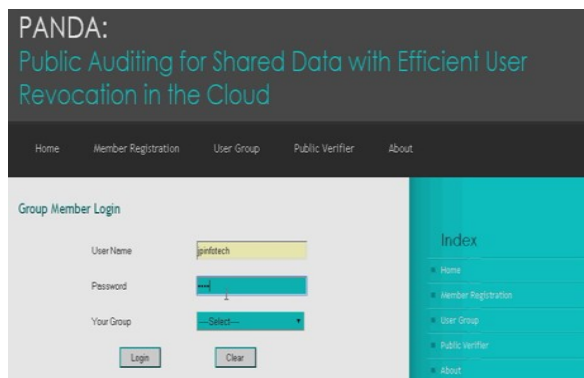 PANDA:
Public Auditing for Shared Data with Efficient User
Revocation in the Cloud
Home Member Registration User Group Public Verifier About
Group Member Login
User Name jpinfotech
Password ••••
Your Group ----Select----
Login Clear
Index
Home
Member Registration
User Group
Public Verifier
About